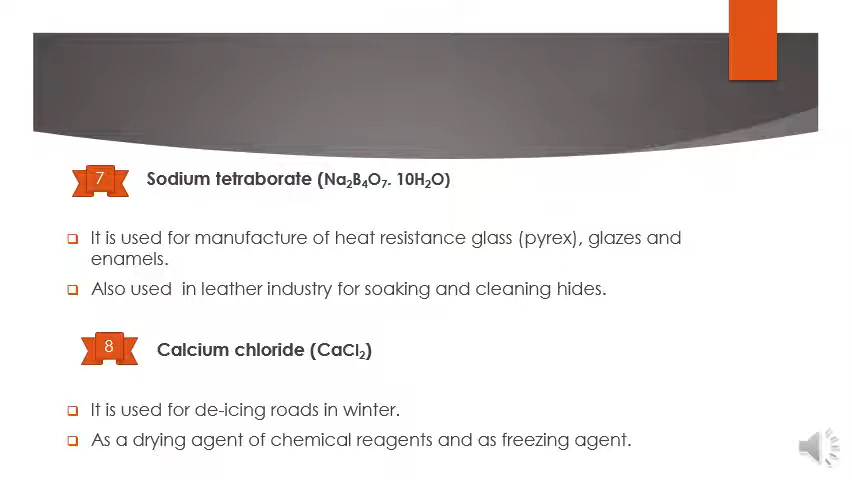 7 Sodium tetraborate (Na₂B₄O₇. 10H₂O)
❑ It is used for manufacture of heat resistance glass (pyrex), glazes and
enamels.
❑ Also used in leather industry for soaking and cleaning hides.
8 Calcium chloride (CaCl₂)
❑ It is used for de-icing roads in winter.
❑ As a drying agent of chemical reagents and as freezing agent.